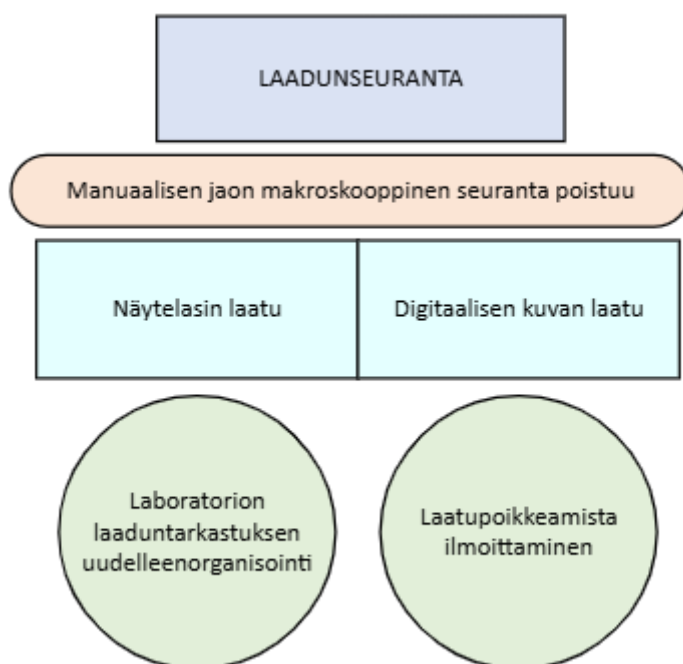 LAADUNSEURANTA
Manuaalisen jaon makroskooppinen seuranta poistuu
Näytelasin laatu
Digitaalisen kuvan laatu
Laboratorion
laaduntarkastuksen
uudelleenorganisointi
Laatupoikkeamista
ilmoittaminen